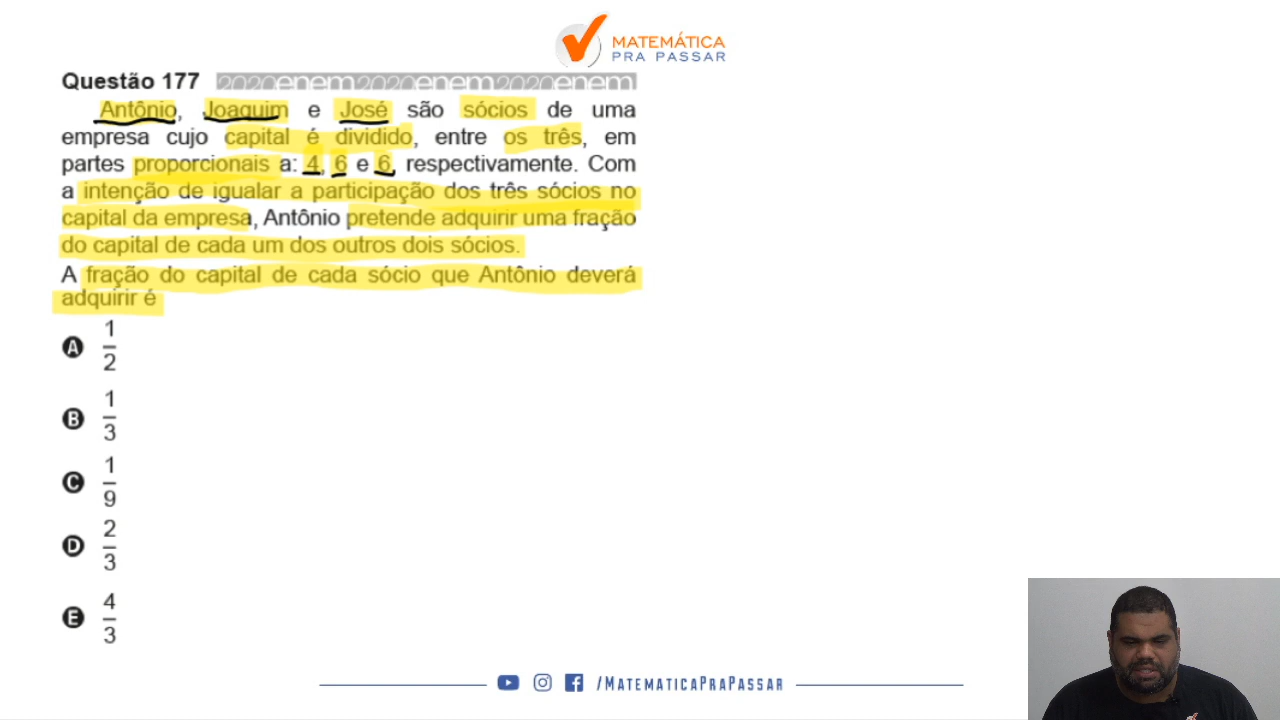 MATEMÁTICA
PRA PASSAR
Questão 177 2020enem2020enem2020enem
Antônio, Joaquim e José são sócios de uma
empresa cujo capital é dividido, entre os três, em
partes proporcionais a: 4, 6 e 6, respectivamente. Com
a intenção de igualar a participação dos três sócios no
capital da empresa, Antônio pretende adquirir uma fração
do capital de cada um dos outros dois sócios.
A fração do capital de cada sócio que Antônio deverá
adquirir é
A 1/2
B 1/3
C 1/9
D 2/3
E 4/3
/MATEMATICAPRAPASSAR